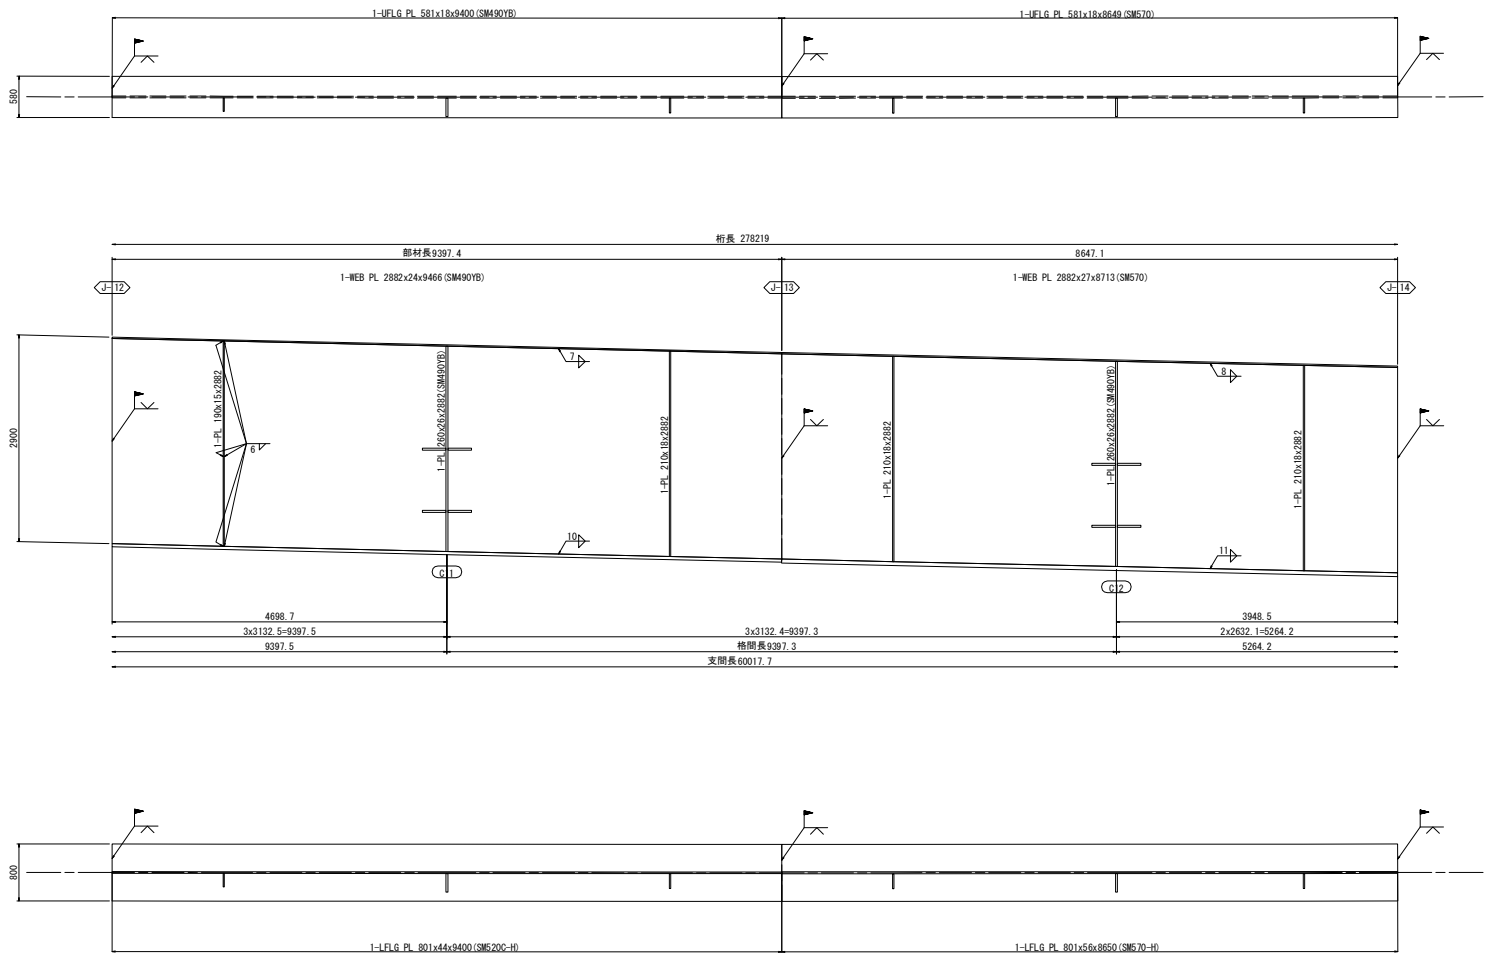 1-UFLG PL 581x18x9400(SM490YB)
1-UFLG PL 581x18x8649(SM570)
580
桁長 278219
部材長9397.4
8647.1
1-WEB PL 2882x24x9466(SM490YB)
1-WEB PL 2882x27x8713(SM570)
J-12
J-13
J-14
2900
1-PL 190x15x2882
6
1-PL 260x26x2882(SM490YB)
7
10
1-PL 210x18x2882
1-PL 210x18x2882
1-PL 260x26x2882(SM490YB)
8
11
1-PL 210x18x2882
C11
C12
4698.7
3948.5
3x3132.5=9397.5
3x3132.4=9397.3
2x2632.1=5264.2
9397.5
格間長9397.3
5264.2
支間長60017.7
800
1-LFLG PL 801x44x9400(SM520C-H)
1-LFLG PL 801x56x8650(SM570-H)